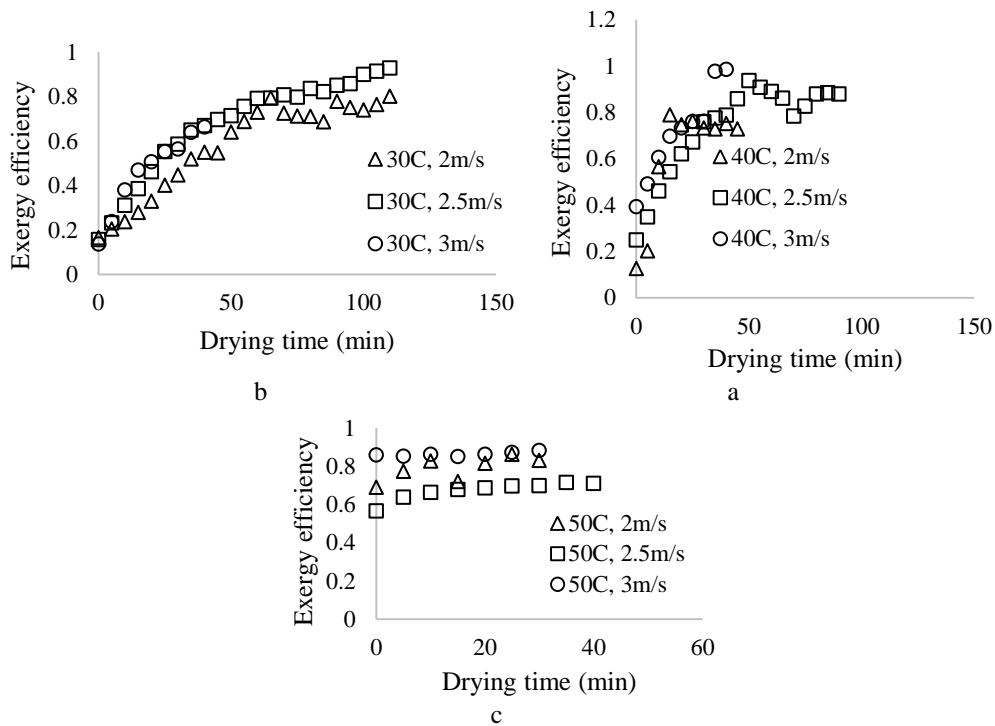 Exergy efficiency
1
0.8
0.6
0.4
0.2
0
0
50
100
150
30C, 2m/s
30C, 2.5m/s
30C, 3m/s
Drying time (min)
b
Exergy efficiency
1.2
1
0.8
0.6
0.4
0.2
0
0
50
100
150
40C, 2m/s
40C, 2.5m/s
40C, 3m/s
Drying time (min)
a
Exergy efficiency
1
0.8
0.6
0.4
0.2
0
0
20
40
60
50C, 2m/s
50C, 2.5m/s
50C, 3m/s
Drying time (min)
c